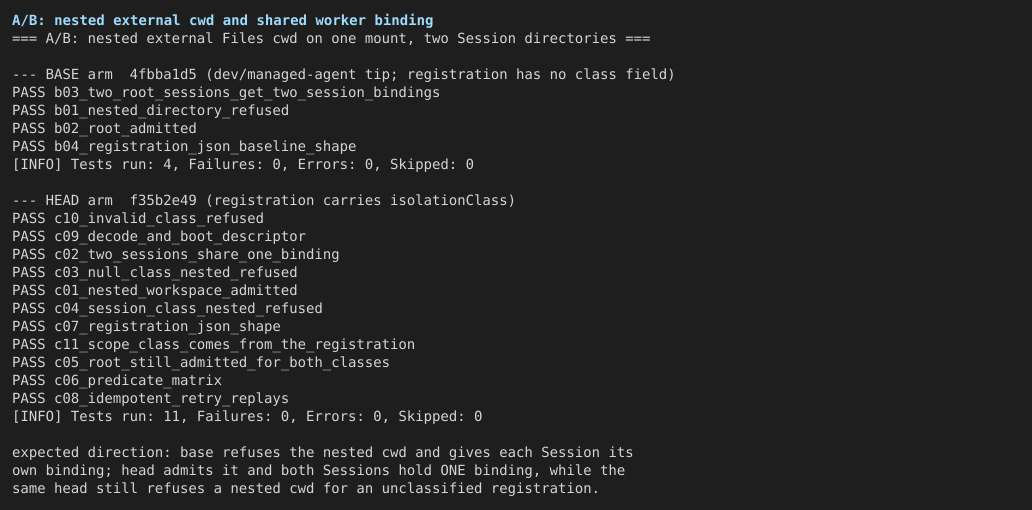 A/B: nested external cwd and shared worker binding
=== A/B: nested external Files cwd on one mount, two Session directories ===
--- BASE arm  4fbba1d5 (dev/managed-agent tip; registration has no class field)
PASS b03_two_root_sessions_get_two_session_bindings
PASS b01_nested_directory_refused
PASS b02_root_admitted
PASS b04_registration_json_baseline_shape
[INFO] Tests run: 4, Failures: 0, Errors: 0, Skipped: 0
--- HEAD arm  f35b2e49 (registration carries isolationClass)
PASS c10_invalid_class_refused
PASS c09_decode_and_boot_descriptor
PASS c02_two_sessions_share_one_binding
PASS c03_null_class_nested_refused
PASS c01_nested_workspace_admitted
PASS c04_session_class_nested_refused
PASS c07_registration_json_shape
PASS c11_scope_class_comes_from_the_registration
PASS c05_root_still_admitted_for_both_classes
PASS c06_predicate_matrix
PASS c08_idempotent_retry_replays
[INFO] Tests run: 11, Failures: 0, Errors: 0, Skipped: 0
expected direction: base refuses the nested cwd and gives each Session its
own binding; head admits it and both Sessions hold ONE binding, while the
same head still refuses a nested cwd for an unclassified registration.